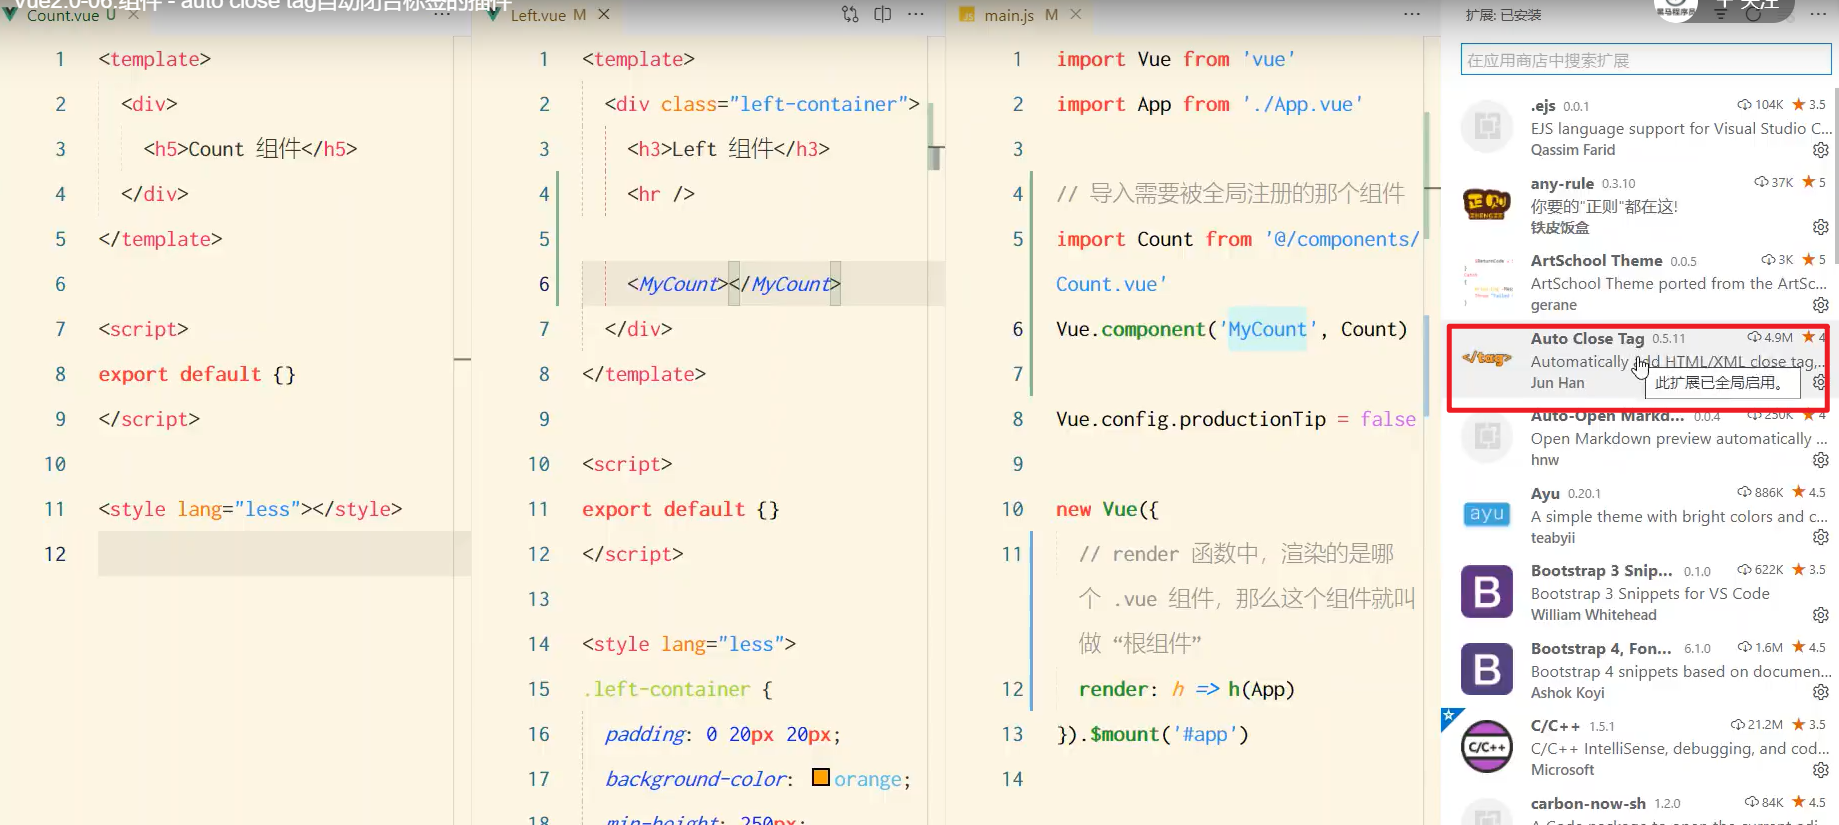 vue2.0-06.组件 - auto close tag自动闭合标签的插件
Count.vue U
1 <template>
2 <div>
3 <h5>Count 组件</h5>
4 </div>
5 </template>
6
7 <script>
8 export default {}
9 </script>
10
11 <style lang="less"></style>
12
Left.vue M
1 <template>
2 <div class="left-container">
3 <h3>Left 组件</h3>
4 <hr />
5
6 <MyCount></MyCount>
7 </div>
8 </template>
9
10 <script>
11 export default {}
12 </script>
13
14 <style lang="less">
15 .left-container {
16 padding: 0 20px 20px;
17 background-color: orange;
18 min-height: 250px;
main.js M
1 import Vue from 'vue'
2 import App from './App.vue'
3
4 // 导入需要被全局注册的那个组件
5 import Count from '@/components/
Count.vue'
6 Vue.component('MyCount', Count)
7
8 Vue.config.productionTip = false
9
10 new Vue({
11 // render 函数中，渲染的是哪
个 .vue 组件，那么这个组件就叫
做 “根组件”
12 render: h => h(App)
13 }).$mount('#app')
14
扩展: 已安装
黑马程序员
+ 关注
在应用商店中搜索扩展
.ejs 0.0.1 104K 3.5
EJS language support for Visual Studio C...
Qassim Farid
any-rule 0.3.10 37K 5
正则
ZHENGZE
你要的"正则"都在这!
铁皮饭盒
ArtSchool Theme 0.0.5 3K 5
ArtSchool Theme ported from the ArtSc...
gerane
</tag>
Auto Close Tag 0.5.11 4.9M 4
Automatically add HTML/XML close tag,...
Jun Han
此扩展已全局启用。
Auto-Open Markd... 0.0.4 250K 4
Open Markdown preview automatically ...
hnw
ayu
Ayu 0.20.1 886K 4.5
A simple theme with bright colors and c...
teabyii
B
Bootstrap 3 Snip... 0.1.0 622K 3.5
Bootstrap 3 Snippets for VS Code
William Whitehead
B
Bootstrap 4, Fon... 6.1.0 1.6M 4.5
Bootstrap 4 snippets based on documen...
Ashok Koyi
C/C++
C/C++ 1.5.1 21.2M 3.5
C/C++ IntelliSense, debugging, and cod...
Microsoft
carbon-now-sh 1.2.0 84K 4.5